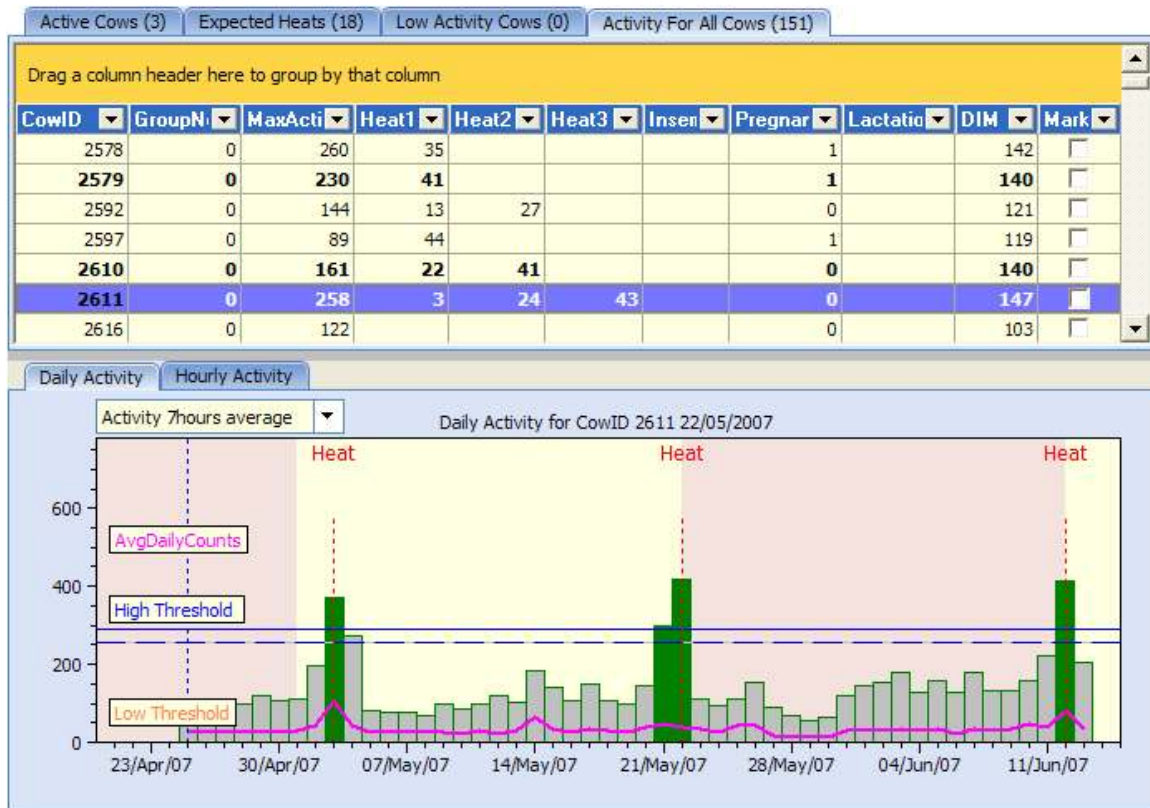 Active Cows (3) Expected Heats (18) Low Activity Cows (0) Activity For All Cows (151)
Drag a column header here to group by that column
CowID GroupN MaxActi Heat1 Heat2 Heat3 Insen Pregnar Lactatio DIM Mark
2578 0 260 35 1 142
2579 0 230 41 1 140
2592 0 144 13 27 0 121
2597 0 89 44 1 119
2610 0 161 22 41 0 140
2611 0 258 3 24 43 0 147
2616 0 122 0 103
Daily Activity Hourly Activity
Activity 7hours average
Daily Activity for CowID 2611 22/05/2007
Heat Heat Heat
600
AvgDailyCounts
400
High Threshold
200
Low Threshold
0
23/Apr/07 30/Apr/07 07/May/07 14/May/07 21/May/07 28/May/07 04/Jun/07 11/Jun/07